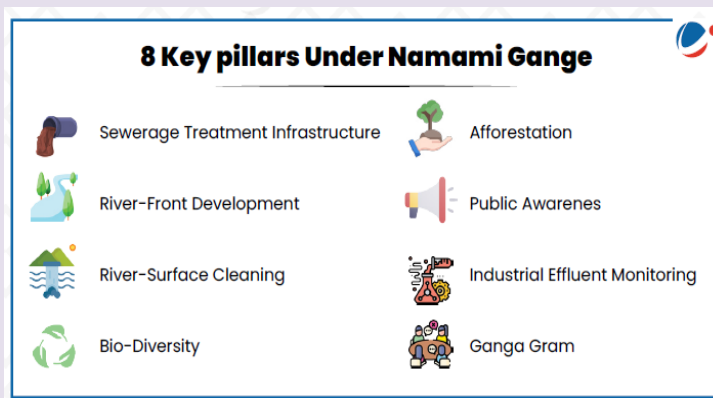 8 Key pillars Under Namami Gange
Sewerage Treatment Infrastructure
Afforestation
River-Front Development
Public Awarenes
River-Surface Cleaning
Industrial Effluent Monitoring
Bio-Diversity
Ganga Gram